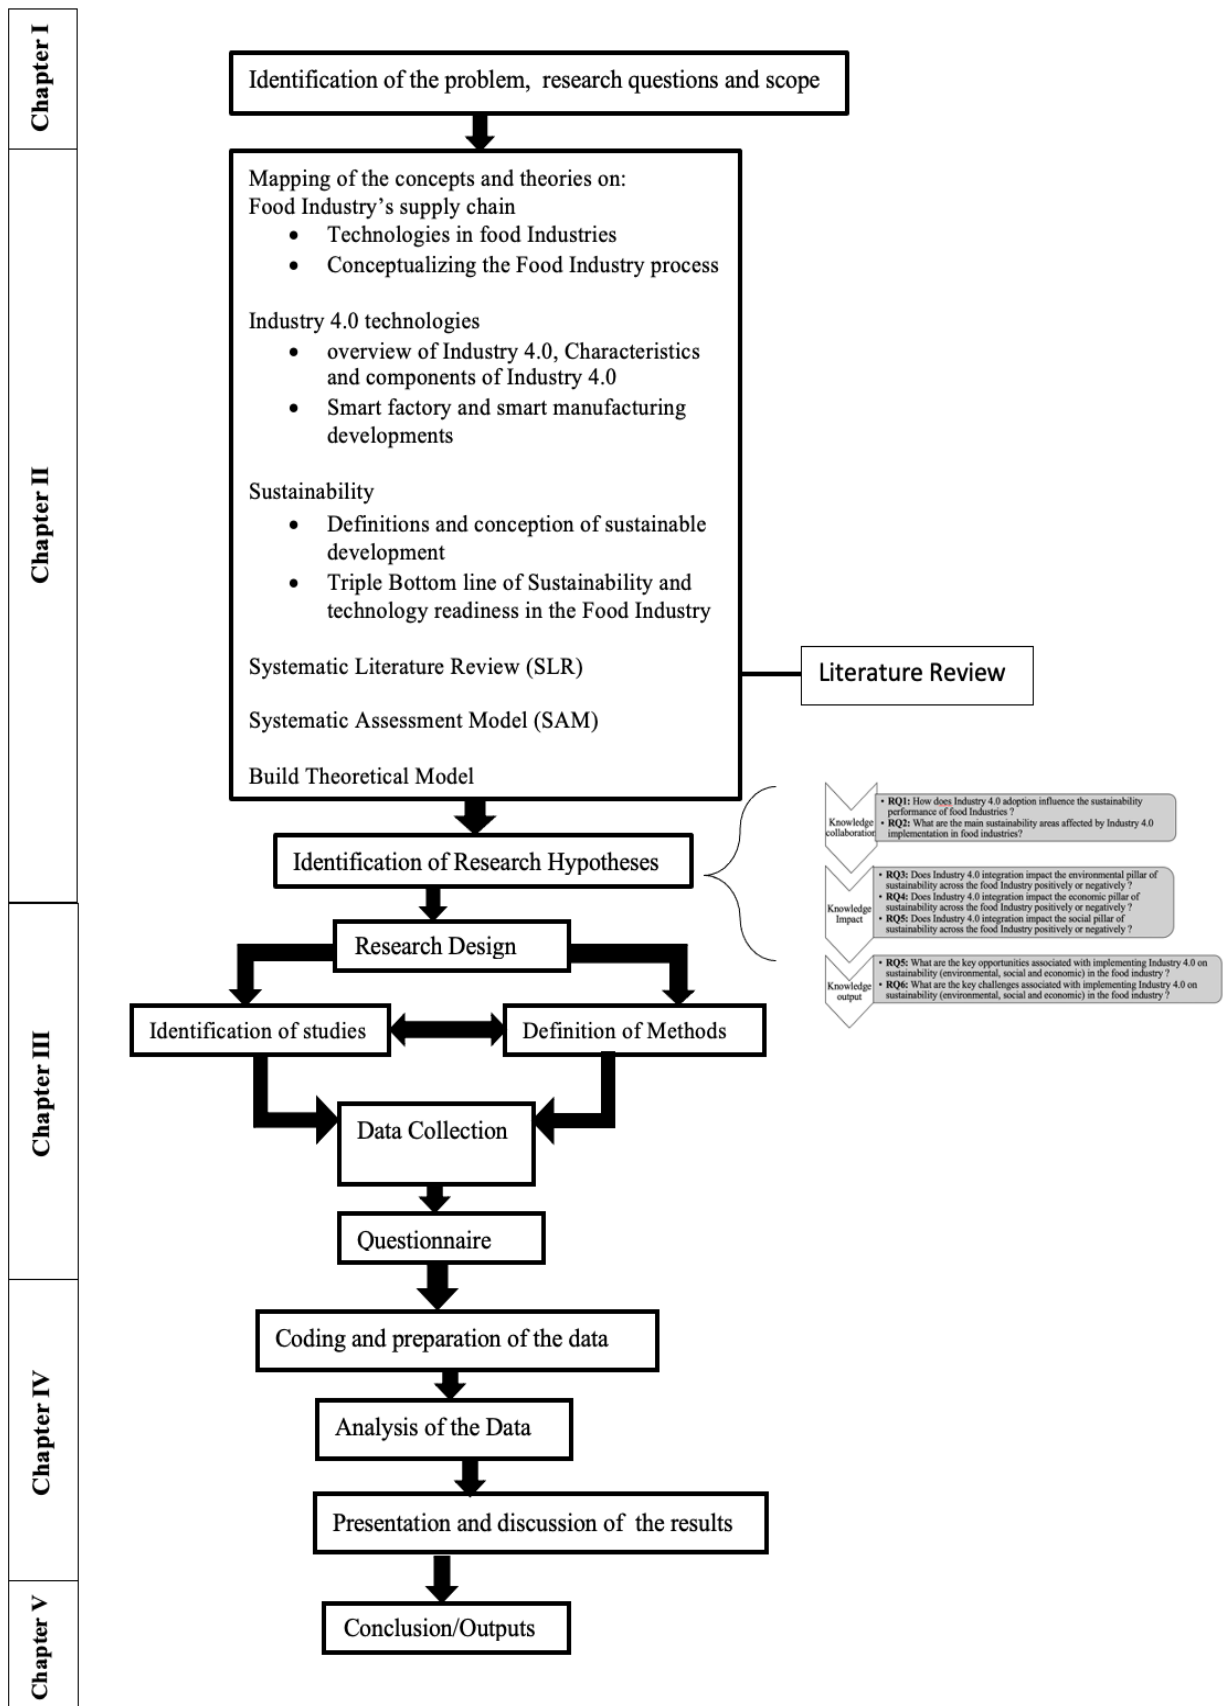 Chapter I
Identification of the problem, research questions and scope
Chapter II
Mapping of the concepts and theories on:
Food Industry’s supply chain
• Technologies in food Industries
• Conceptualizing the Food Industry process
Industry 4.0 technologies
• overview of Industry 4.0, Characteristics
and components of Industry 4.0
• Smart factory and smart manufacturing
developments
Sustainability
• Definitions and conception of sustainable
development
• Triple Bottom line of Sustainability and
technology readiness in the Food Industry
Systematic Literature Review (SLR)
Systematic Assessment Model (SAM)
Build Theoretical Model
Literature Review
Identification of Research Hypotheses
Knowledge
collaboration
• RQ1: How does Industry 4.0 adoption influence the sustainability
performance of food Industries ?
• RQ2: What are the main sustainability areas affected by Industry 4.0
implementation in food industries?
Knowledge
Impact
• RQ3: Does Industry 4.0 integration impact the environmental pillar of
sustainability across the food Industry positively or negatively ?
• RQ4: Does Industry 4.0 integration impact the economic pillar of
sustainability across the food Industry positively or negatively ?
• RQ5: Does Industry 4.0 integration impact the social pillar of
sustainability across the food Industry positively or negatively ?
Knowledge
output
• RQ5: What are the key opportunities associated with implementing Industry 4.0 on
sustainability (environmental, social and economic) in the food industry ?
• RQ6: What are the key challenges associated with implementing Industry 4.0 on
sustainability (environmental, social and economic) in the food industry ?
Chapter III
Research Design
Identification of studies
Definition of Methods
Data Collection
Questionnaire
Chapter IV
Coding and preparation of the data
Analysis of the Data
Presentation and discussion of the results
Chapter V
Conclusion/Outputs